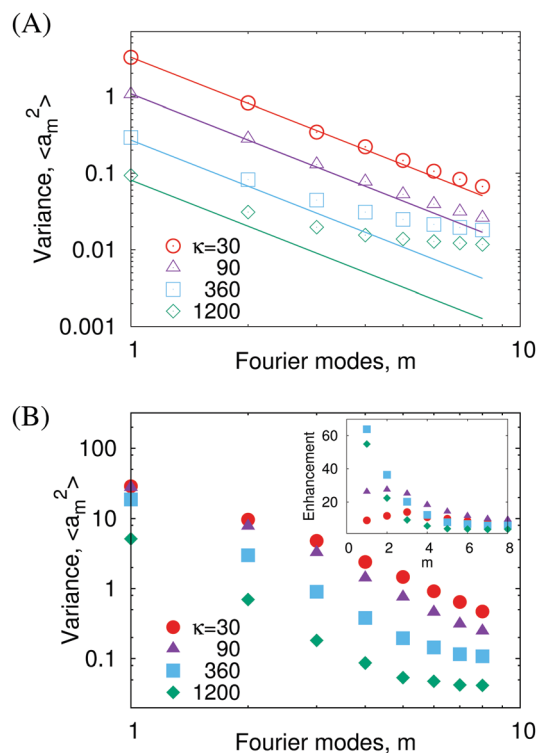 (A)
Variance, <a_m^2>
1
0.1
0.01
0.001
κ=30
90
360
1200
1
10
Fourier modes, m
(B)
Variance, <a_m^2>
100
10
1
0.1
κ=30
90
360
1200
1
10
Fourier modes, m
Enhancement
60
40
20
0 2 4 6 8
m